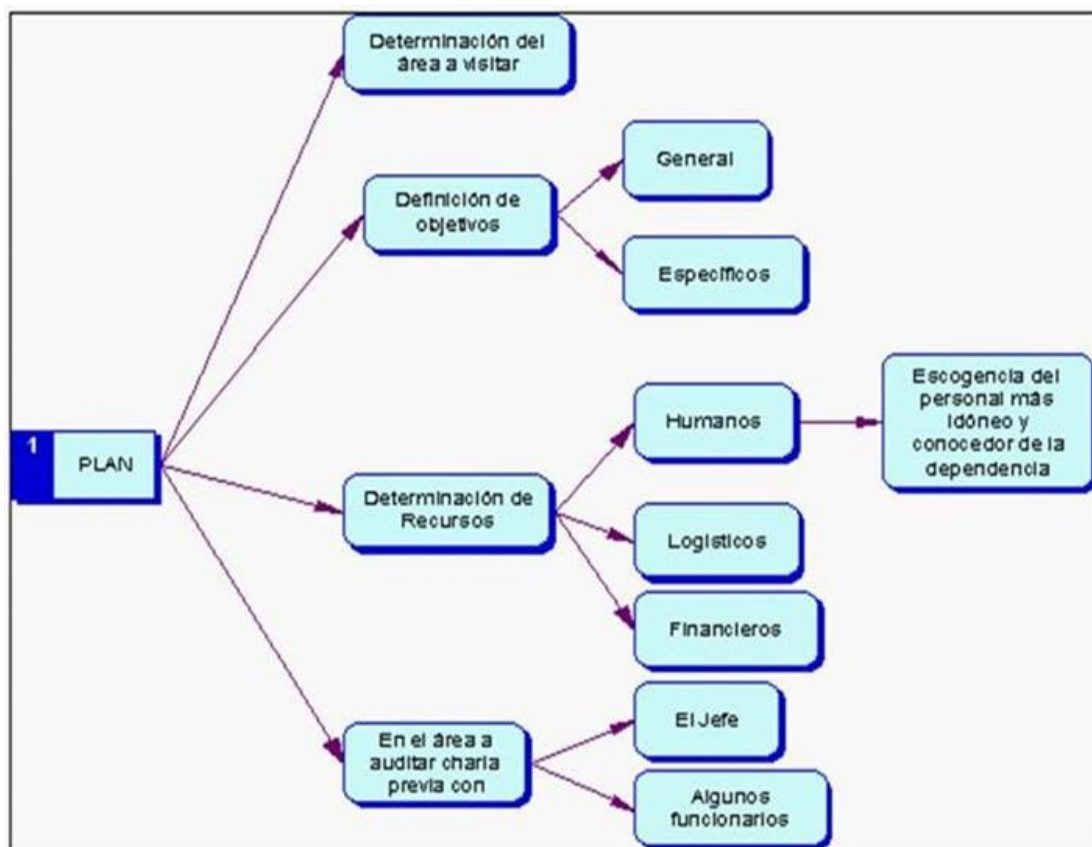 Determinación del
área a visitar
General
Definición de
objetivos
Específicos
Escogencia del
personal más
idóneo y
conocedor de la
dependencia
Humanos
1
PLAN
Determinación de
Recursos
Logísticos
Financieros
El Jefe
En el área a
auditar charla
previa con
Algunos
funcionarios